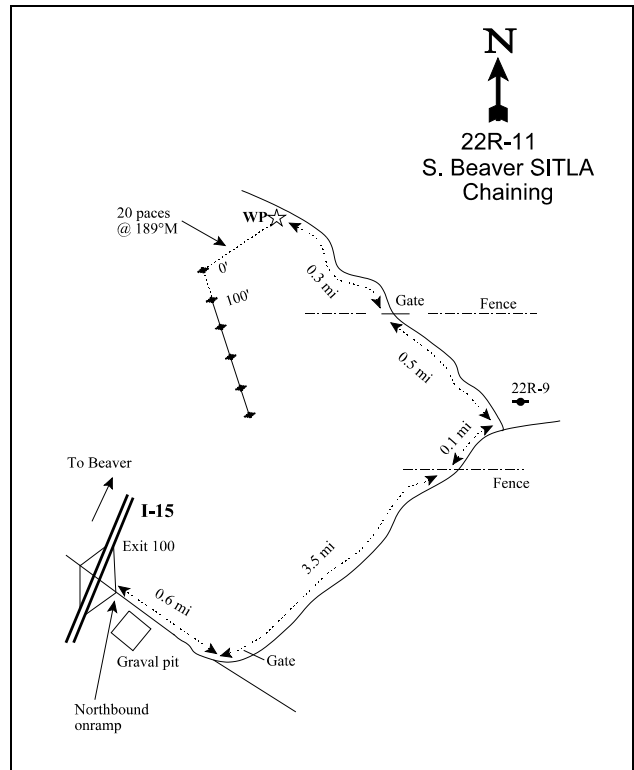 N
22R-11
S. Beaver SITLA
Chaining
20 paces
@ 189°M
WP
0'
100'
0.3 mi
Gate
Fence
0.5 mi
22R-9
0.1 mi
Fence
To Beaver
I-15
Exit 100
3.5 mi
0.6 mi
Graval pit
Gate
Northbound
onramp